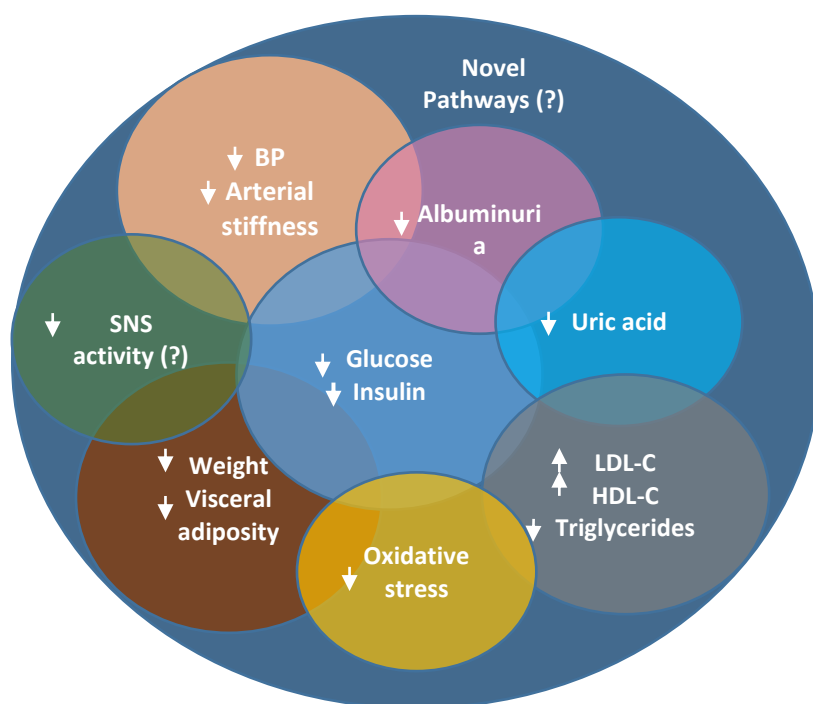 Novel
Pathways (?)
↓ BP
↓ Arterial
stiffness
↓ Albuminuri
a
↓ Uric acid
↓ SNS
activity (?)
↓ Glucose
↓ Insulin
↓ Weight
↓ Visceral
adiposity
↑ LDL-C
↑ HDL-C
↓ Triglycerides
↓ Oxidative
stress